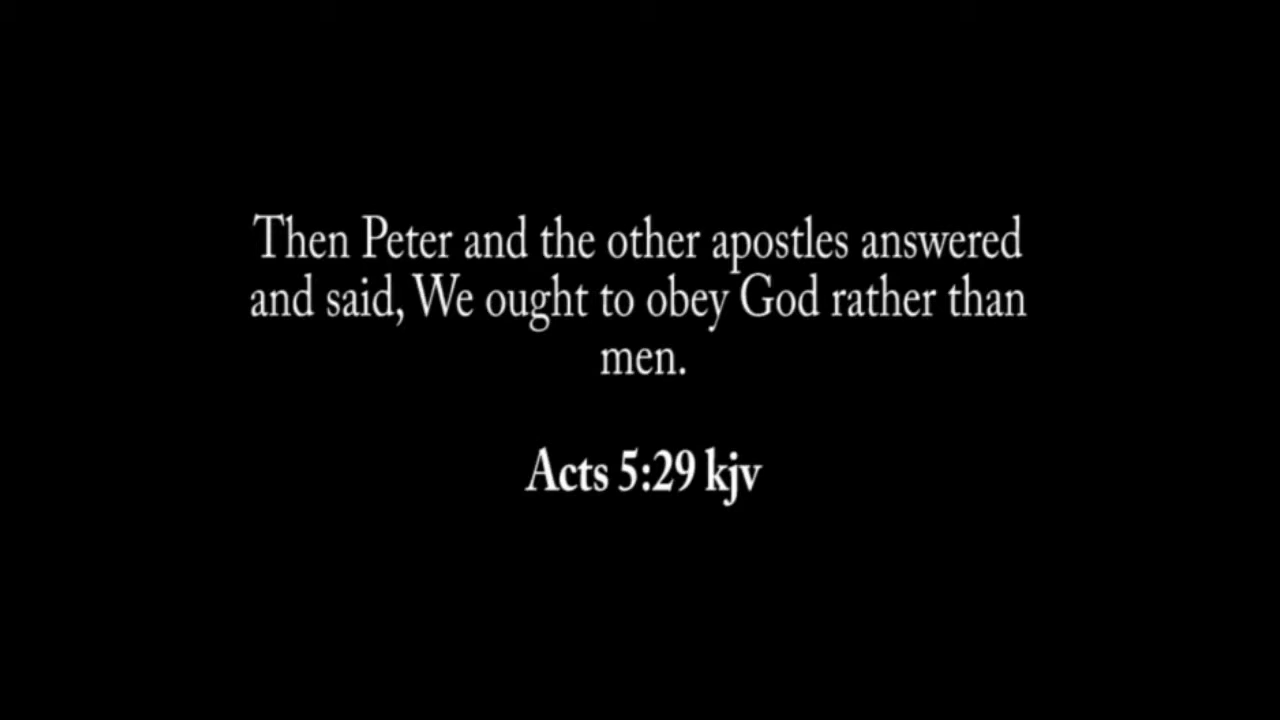 Then Peter and the other apostles answered
and said, We ought to obey God rather than
men.
Acts 5:29 kjv